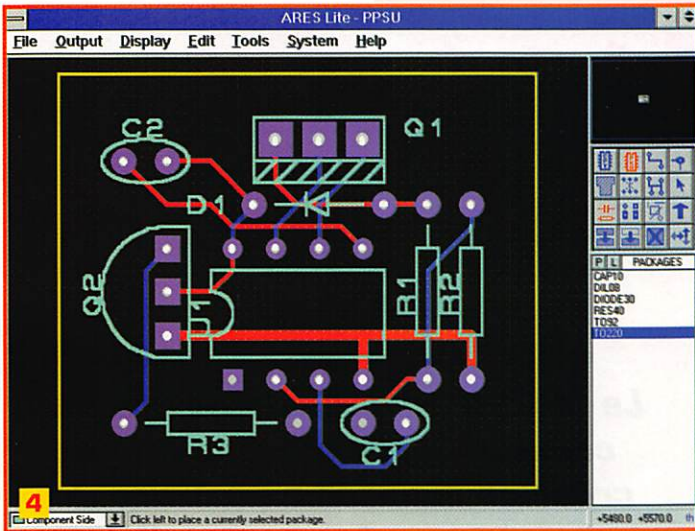 ARES Lite - PPSU
File Output Display Edit Tools System Help
C2
Q1
D1
Q2
U1
R1
R2
R3
C1
P L PACKAGES
CAP10
DIL08
DIODE30
RES40
TO92
TO220
4
Component Side Click left to place a currently selected package.
+5480.0 +5570.0 th